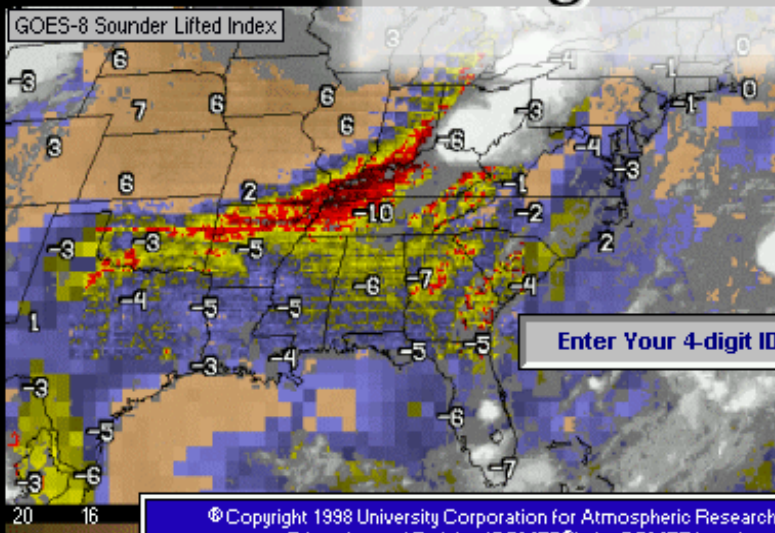 GOES-8 Sounder Lifted Index
3 0
-3 6 -4 -1 0
7 6 6 -3 -1
3 6 -6 -4
6 2 -1 -3
-10 -2
-3 -3 -5 2
-6 -7 -4
-4 -5 -5
1
-3 -4 -5 -5
Enter Your 4-digit ID
-3
-5 -6
-3 -6 -7
20 16
© Copyright 1998 University Corporation for Atmospheric Research